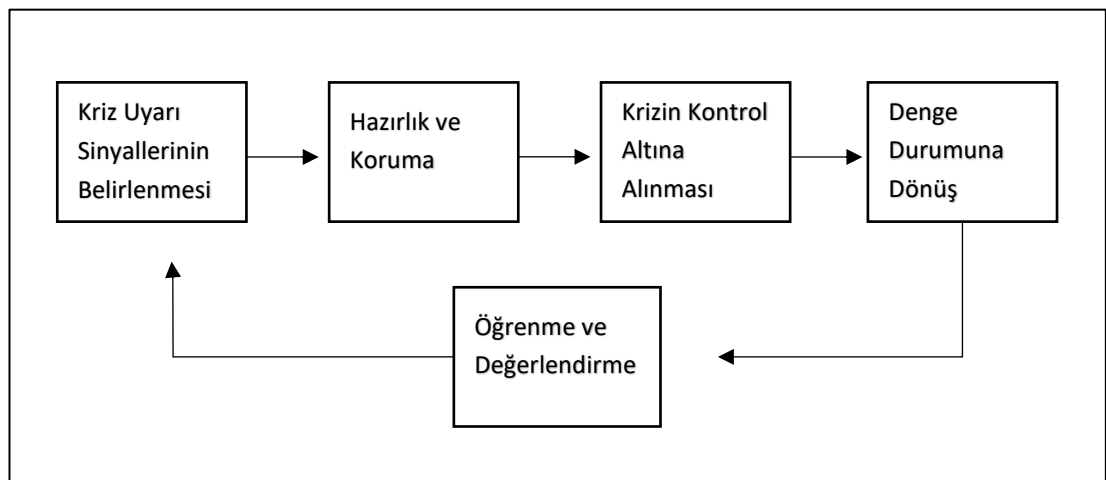 Kriz Uyarı
Sinyallerinin
Belirlenmesi
Hazırlık ve
Koruma
Krizin Kontrol
Altına
Alınması
Denge
Durumuna
Dönüş
Öğrenme ve
Değerlendirme